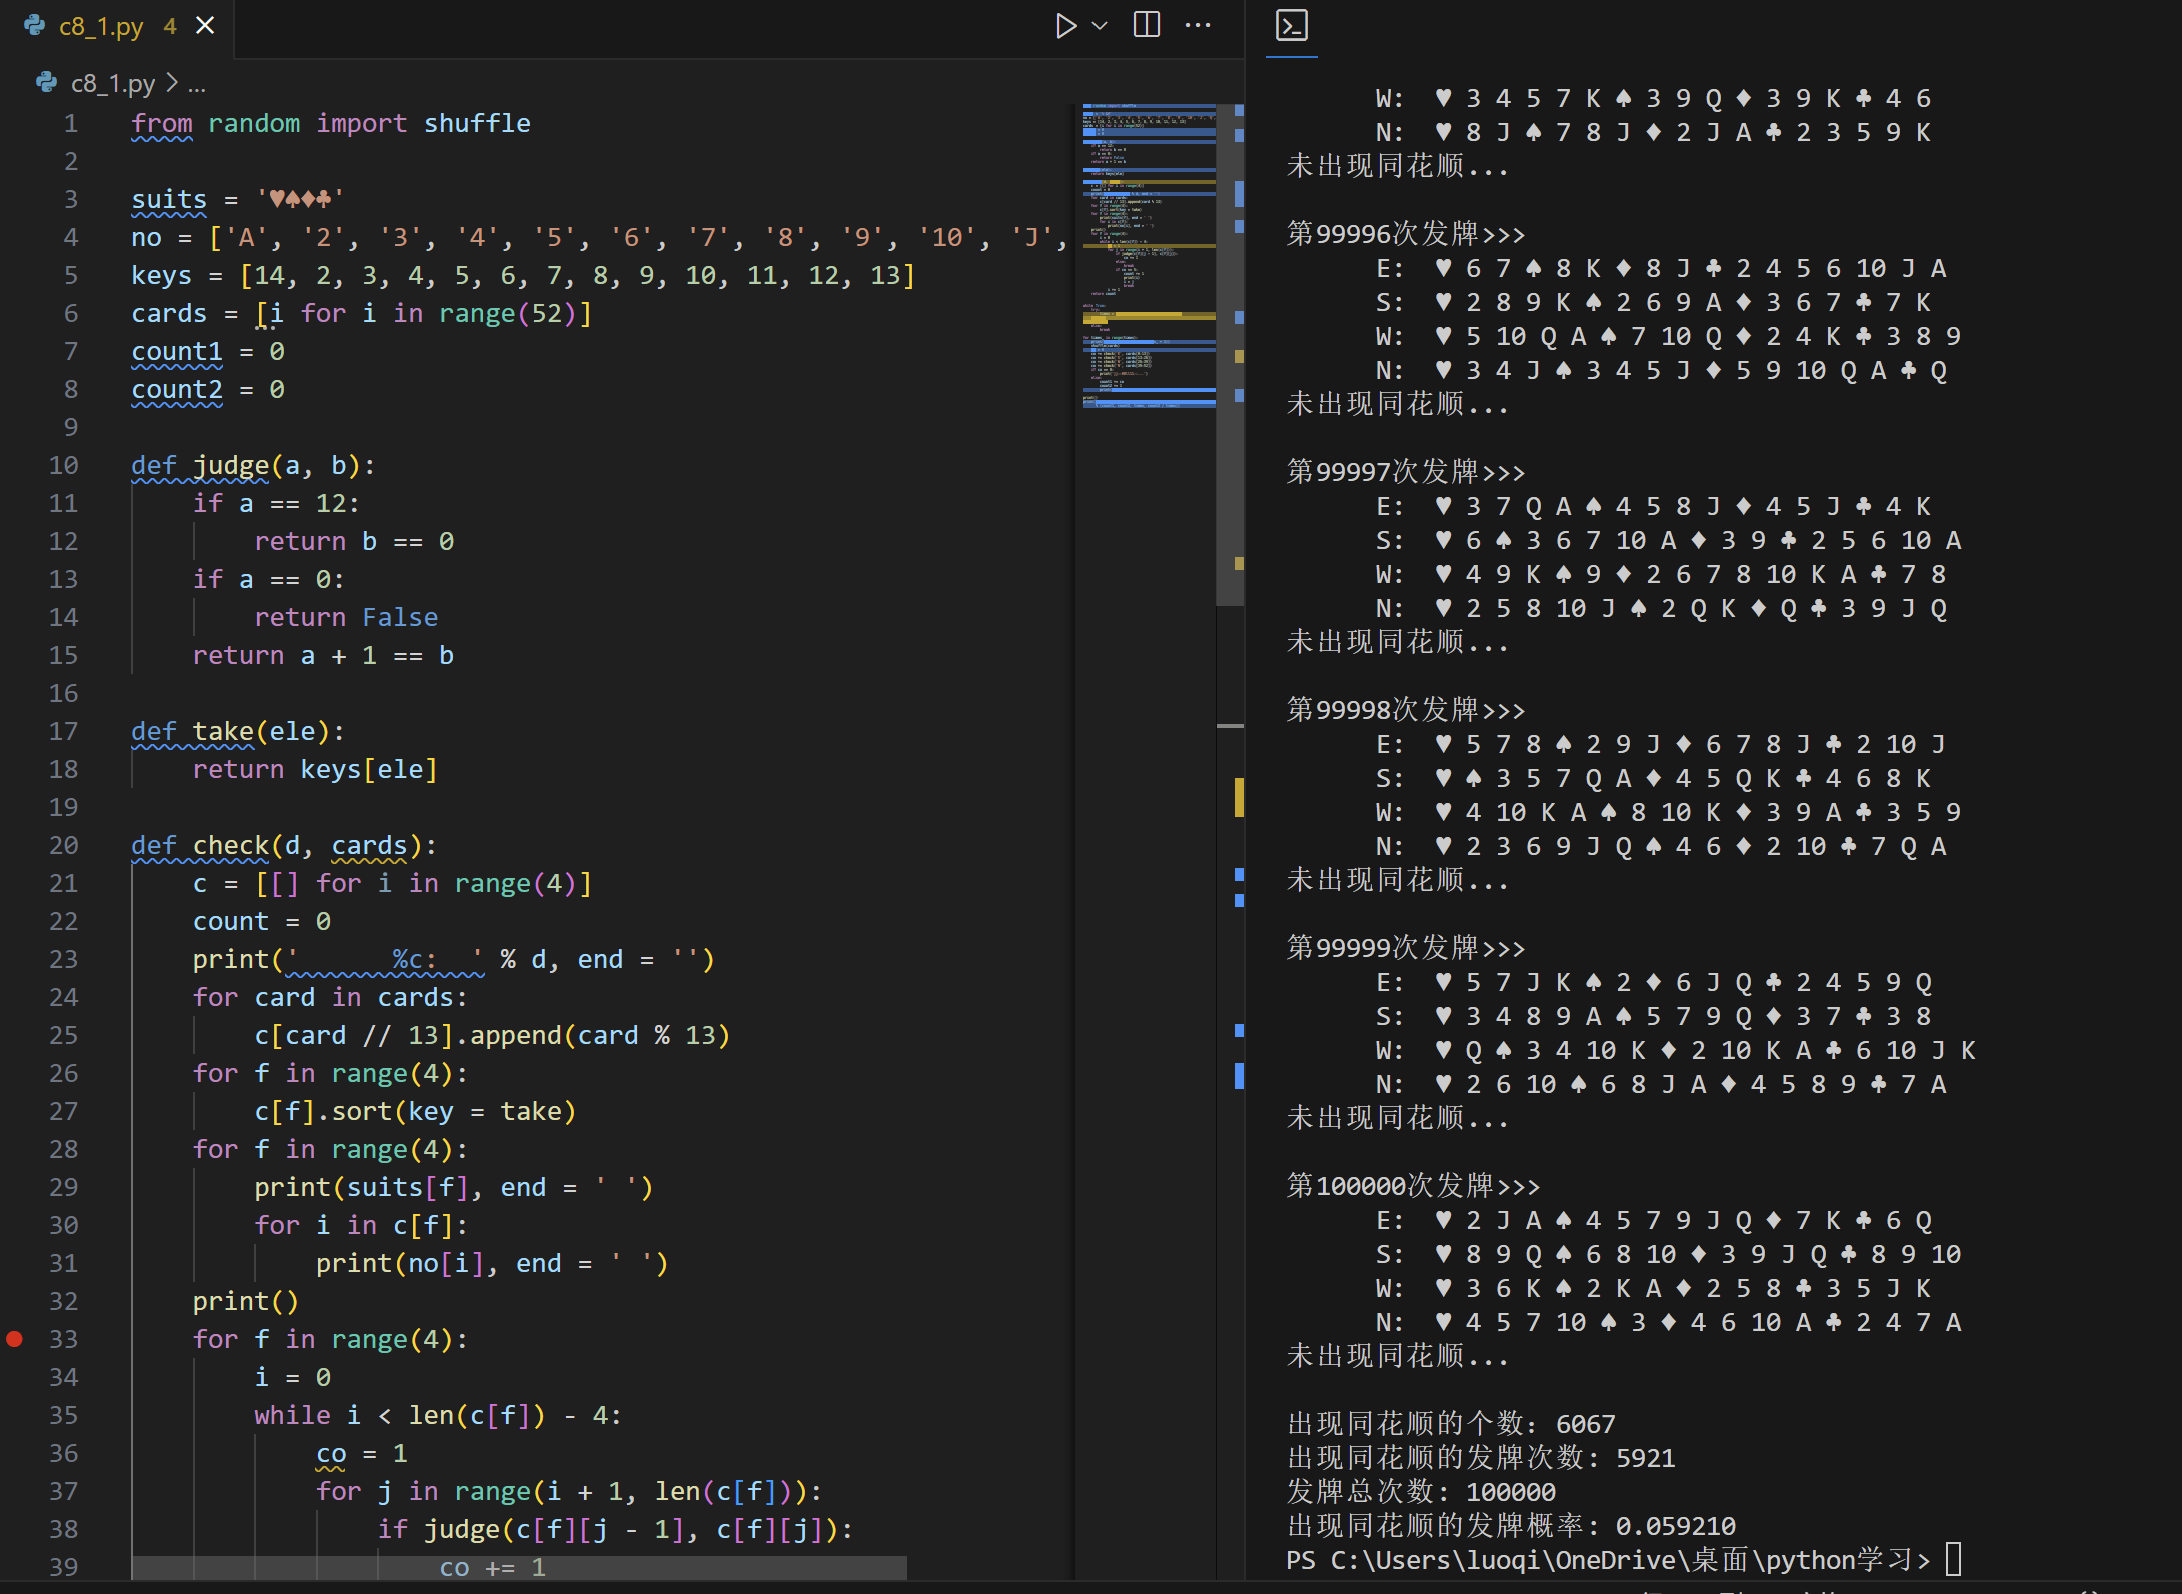 c8_1.py 4
c8_1.py > ...
1 from random import shuffle
2
3 suits = '♥♠♦♣'
4 no = ['A', '2', '3', '4', '5', '6', '7', '8', '9', '10', 'J',
5 keys = [14, 2, 3, 4, 5, 6, 7, 8, 9, 10, 11, 12, 13]
6 cards = [i for i in range(52)]
7 count1 = 0
8 count2 = 0
9
10 def judge(a, b):
11 if a == 12:
12 return b == 0
13 if a == 0:
14 return False
15 return a + 1 == b
16
17 def take(ele):
18 return keys[ele]
19
20 def check(d, cards):
21 c = [[] for i in range(4)]
22 count = 0
23 print('      %c:  ' % d, end = '')
24 for card in cards:
25 c[card // 13].append(card % 13)
26 for f in range(4):
27 c[f].sort(key = take)
28 for f in range(4):
29 print(suits[f], end = ' ')
30 for i in c[f]:
31 print(no[i], end = ' ')
32 print()
33 for f in range(4):
34 i = 0
35 while i < len(c[f]) - 4:
36 co = 1
37 for j in range(i + 1, len(c[f])):
38 if judge(c[f][j - 1], c[f][j]):
39 co += 1
W: ♥ 3 4 5 7 K ♠ 3 9 Q ♦ 3 9 K ♣ 4 6
N: ♥ 8 J ♠ 7 8 J ♦ 2 J A ♣ 2 3 5 9 K
未出现同花顺...
第99996次发牌>>>
E: ♥ 6 7 ♠ 8 K ♦ 8 J ♣ 2 4 5 6 10 J A
S: ♥ 2 8 9 K ♠ 2 6 9 A ♦ 3 6 7 ♣ 7 K
W: ♥ 5 10 Q A ♠ 7 10 Q ♦ 2 4 K ♣ 3 8 9
N: ♥ 3 4 J ♠ 3 4 5 J ♦ 5 9 10 Q A ♣ Q
未出现同花顺...
第99997次发牌>>>
E: ♥ 3 7 Q A ♠ 4 5 8 J ♦ 4 5 J ♣ 4 K
S: ♥ 6 ♠ 3 6 7 10 A ♦ 3 9 ♣ 2 5 6 10 A
W: ♥ 4 9 K ♠ 9 ♦ 2 6 7 8 10 K A ♣ 7 8
N: ♥ 2 5 8 10 J ♠ 2 Q K ♦ Q ♣ 3 9 J Q
未出现同花顺...
第99998次发牌>>>
E: ♥ 5 7 8 ♠ 2 9 J ♦ 6 7 8 J ♣ 2 10 J
S: ♥ ♠ 3 5 7 Q A ♦ 4 5 Q K ♣ 4 6 8 K
W: ♥ 4 10 K A ♠ 8 10 K ♦ 3 9 A ♣ 3 5 9
N: ♥ 2 3 6 9 J Q ♠ 4 6 ♦ 2 10 ♣ 7 Q A
未出现同花顺...
第99999次发牌>>>
E: ♥ 5 7 J K ♠ 2 ♦ 6 J Q ♣ 2 4 5 9 Q
S: ♥ 3 4 8 9 A ♠ 5 7 9 Q ♦ 3 7 ♣ 3 8
W: ♥ Q ♠ 3 4 10 K ♦ 2 10 K A ♣ 6 10 J K
N: ♥ 2 6 10 ♠ 6 8 J A ♦ 4 5 8 9 ♣ 7 A
未出现同花顺...
第100000次发牌>>>
E: ♥ 2 J A ♠ 4 5 7 9 J Q ♦ 7 K ♣ 6 Q
S: ♥ 8 9 Q ♠ 6 8 10 ♦ 3 9 J Q ♣ 8 9 10
W: ♥ 3 6 K ♠ 2 K A ♦ 2 5 8 ♣ 3 5 J K
N: ♥ 4 5 7 10 ♠ 3 ♦ 4 6 10 A ♣ 2 4 7 A
未出现同花顺...
出现同花顺的个数: 6067
出现同花顺的发牌次数: 5921
发牌总次数: 100000
出现同花顺的发牌概率: 0.059210
PS C:\Users\luoqi\OneDrive\桌面\python学习>